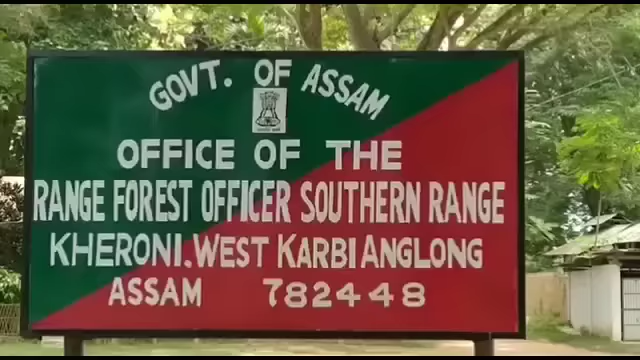 GOVT. OF ASSAM
OFFICE OF THE
RANGE FOREST OFFICER SOUTHERN RANGE
KHERONI. WEST KARBI ANGLONG
ASSAM 782448